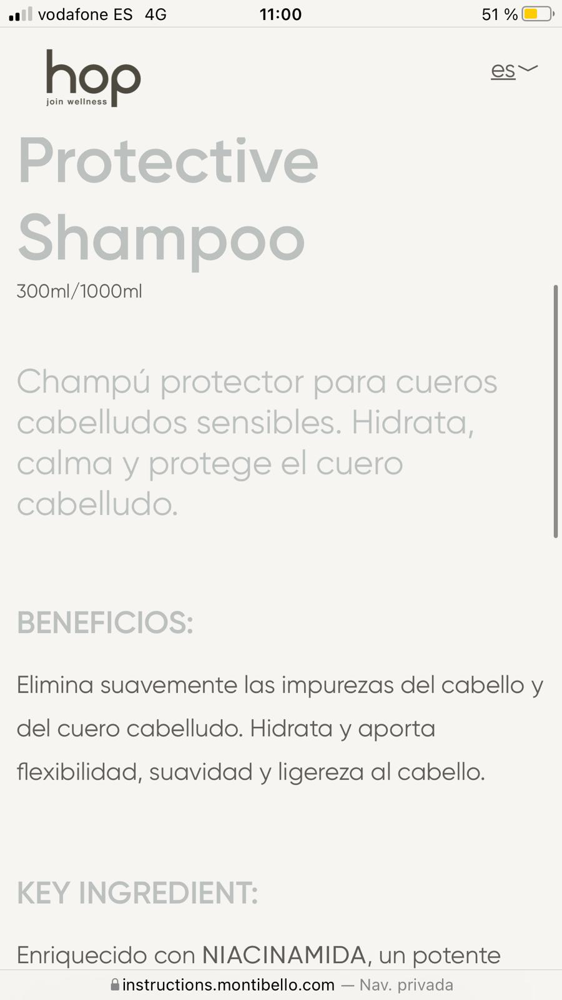 vodafone ES 4G 11:00 51 %
hop
join wellness
es
Protective
Shampoo
300ml/1000ml
Champú protector para cueros
cabelludos sensibles. Hidrata,
calma y protege el cuero
cabelludo.
BENEFICIOS:
Elimina suavemente las impurezas del cabello y
del cuero cabelludo. Hidrata y aporta
flexibilidad, suavidad y ligereza al cabello.
KEY INGREDIENT:
Enriquecido con NIACINAMIDA, un potente
instructions.montibello.com — Nav. privada